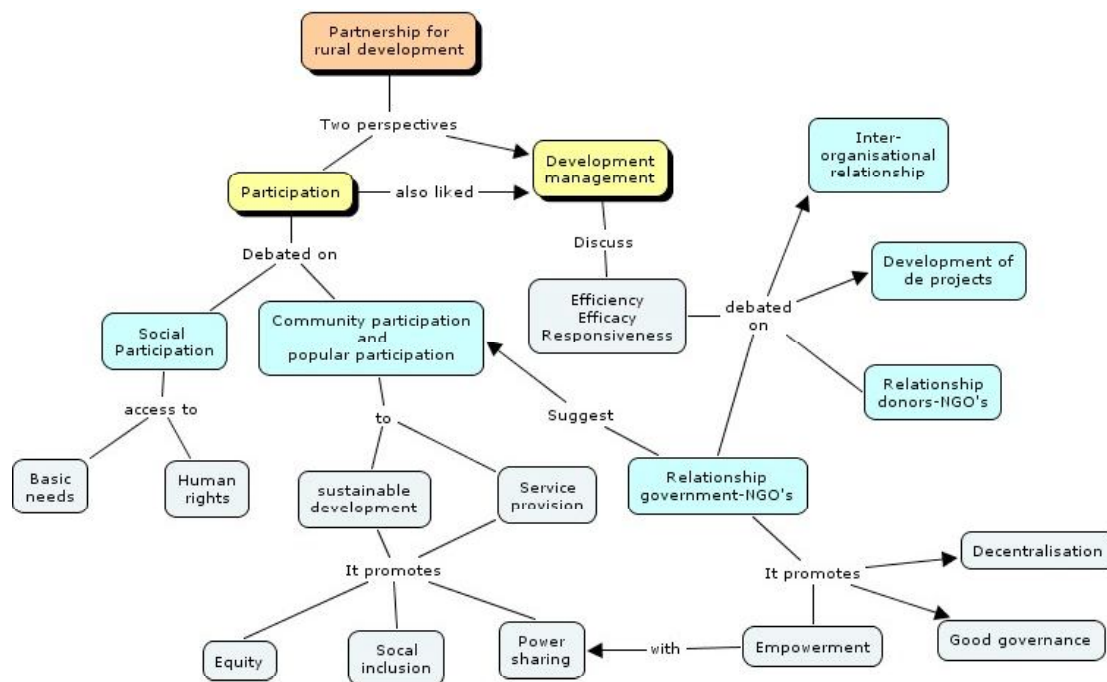 Partnership for
rural development
Two perspectives
Participation
also liked
Development
management
Inter-
organisational
relationship
Debated on
Discuss
Development of
de projects
Efficiency
Efficacy
Responsiveness
debated
on
Social
Participation
Community participation
and
popular participation
Relationship
donors-NGO's
access to
to
Suggest
Basic
needs
Human
rights
sustainable
development
Service
provision
Relationship
government-NGO's
It promotes
It promotes
Decentralisation
Equity
Socal
inclusion
Power
sharing
with
Empowerment
Good governance